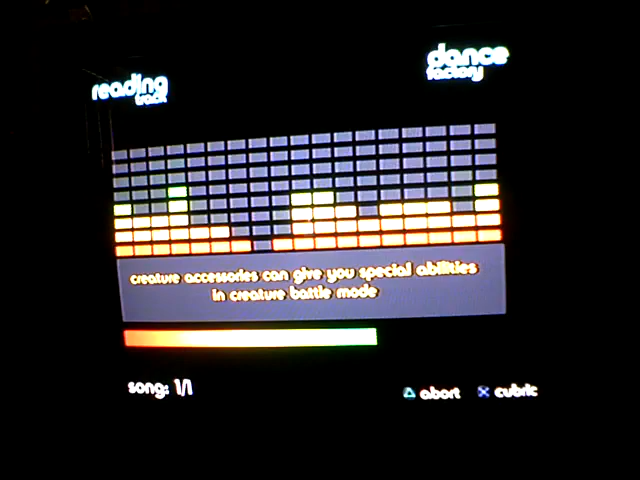 reading
track
dance
factory
creature accessories can give you special abilities
in creature battle mode
song: 1/1
abort
cubric